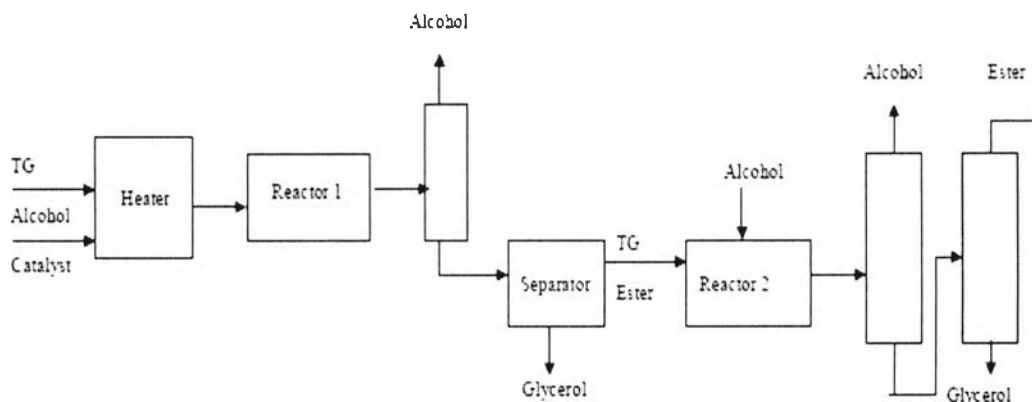 Alcohol
Alcohol
Ester
TG
Heater
Reactor 1
Alcohol
Catalyst
Alcohol
TG
Separator
Ester
Reactor 2
Glycerol
Glycerol